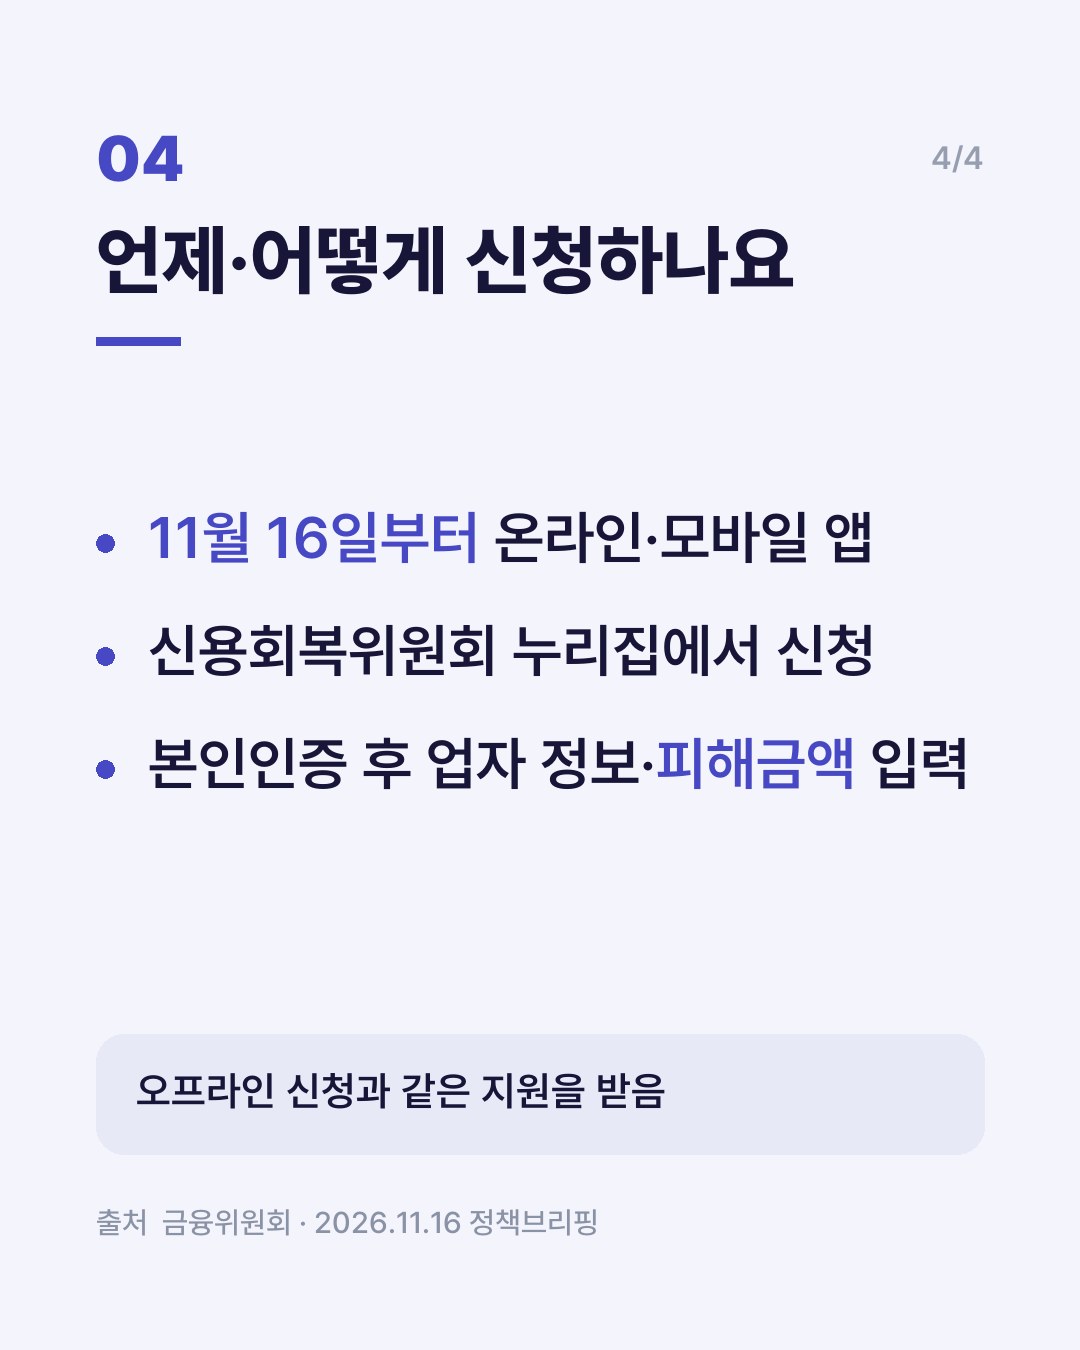 04
4/4
언제·어떻게 신청하나요
11월 16일부터 온라인·모바일 앱
신용회복위원회 누리집에서 신청
본인인증 후 업자 정보·피해금액 입력
오프라인 신청과 같은 지원을 받음
출처 금융위원회 · 2026.11.16 정책브리핑